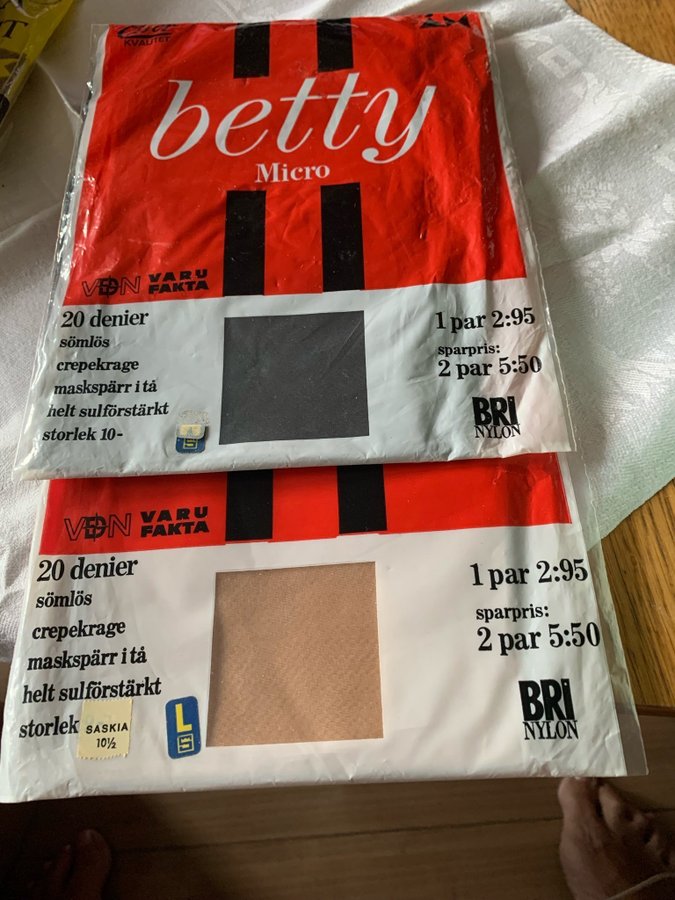 KVALITET
betty
Micro
VDN VARU
FAKTA
20 denier
sömlös
crepekrage
maskspärr i tå
helt sulförstärkt
storlek 10-
1 par 2:95
sparpris:
2 par 5:50
BRI
NYLON
VDN VARU
FAKTA
20 denier
sömlös
crepekrage
maskspärr i tå
helt sulförstärkt
storlek
SASKIA
10½
L
S
1 par 2:95
sparpris:
2 par 5:50
BRI
NYLON